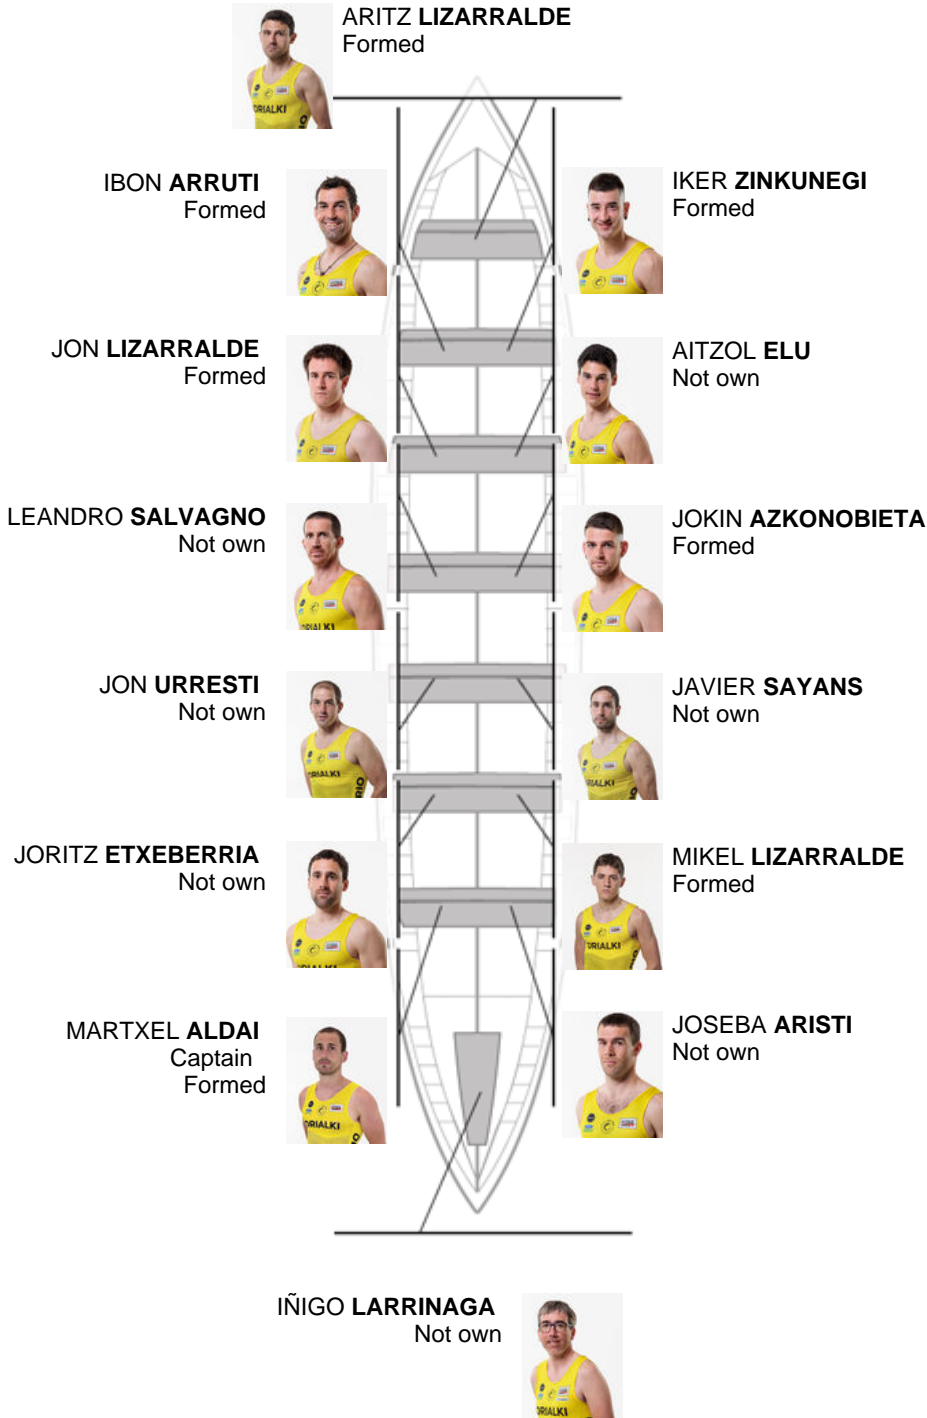 ARITZ LIZARRALDE
Formed
IBON ARRUTI
Formed
IKER ZINKUNEGI
Formed
JON LIZARRALDE
Formed
AITZOL ELU
Not own
LEANDRO SALVAGNO
Not own
JOKIN AZKONOBIETA
Formed
JON URRESTI
Not own
JAVIER SAYANS
Not own
JORITZ ETXEBERRIA
Not own
MIKEL LIZARRALDE
Formed
MARTXEL ALDAI
Captain
Formed
JOSEBA ARISTI
Not own
IÑIGO LARRINAGA
Not own